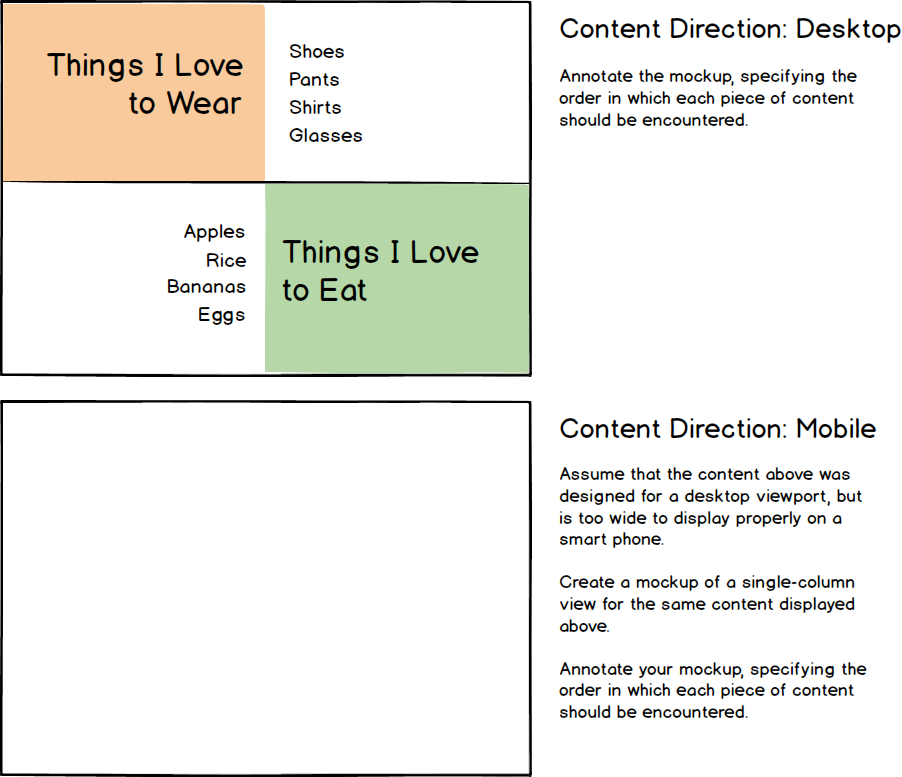 Things I Love
to Wear
Shoes
Pants
Shirts
Glasses
Apples
Rice
Bananas
Eggs
Things I Love
to Eat
Content Direction: Desktop
Annotate the mockup, specifying the
order in which each piece of content
should be encountered.
Content Direction: Mobile
Assume that the content above was
designed for a desktop viewport, but
is too wide to display properly on a
smart phone.
Create a mockup of a single-column
view for the same content displayed
above.
Annotate your mockup, specifying the
order in which each piece of content
should be encountered.